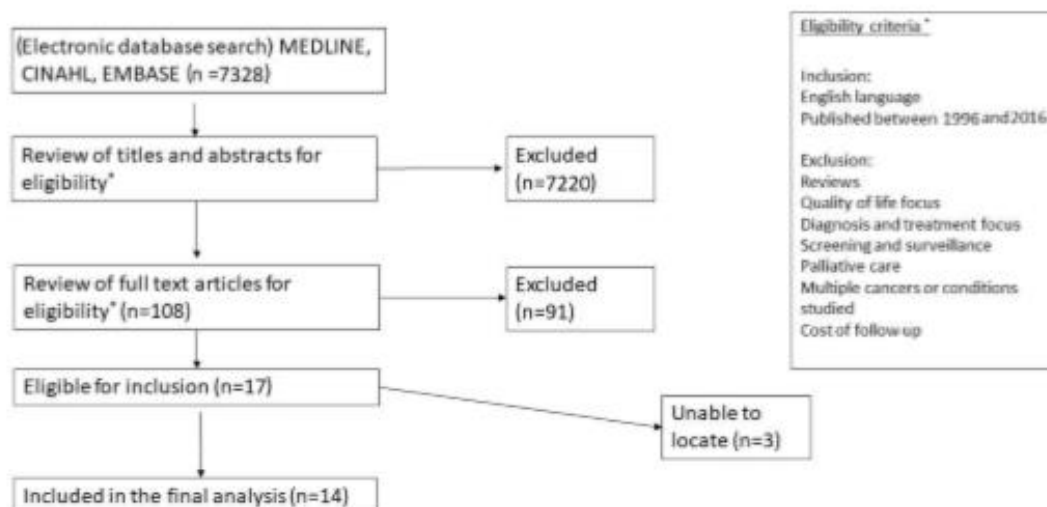 (Electronic database search) MEDLINE,
CINAHL, EMBASE (n =7328)
Review of titles and abstracts for
eligibility*
Excluded
(n=7220)
Review of full text articles for
eligibility* (n=108)
Excluded
(n=91)
Eligible for inclusion (n=17)
Unable to
locate (n=3)
Included in the final analysis (n=14)
Eligibility criteria*
Inclusion:
English language
Published between 1996 and 2016
Exclusion:
Reviews
Quality of life focus
Diagnosis and treatment focus
Screening and surveillance
Palliative care
Multiple cancers or conditions
studied
Cost of follow up